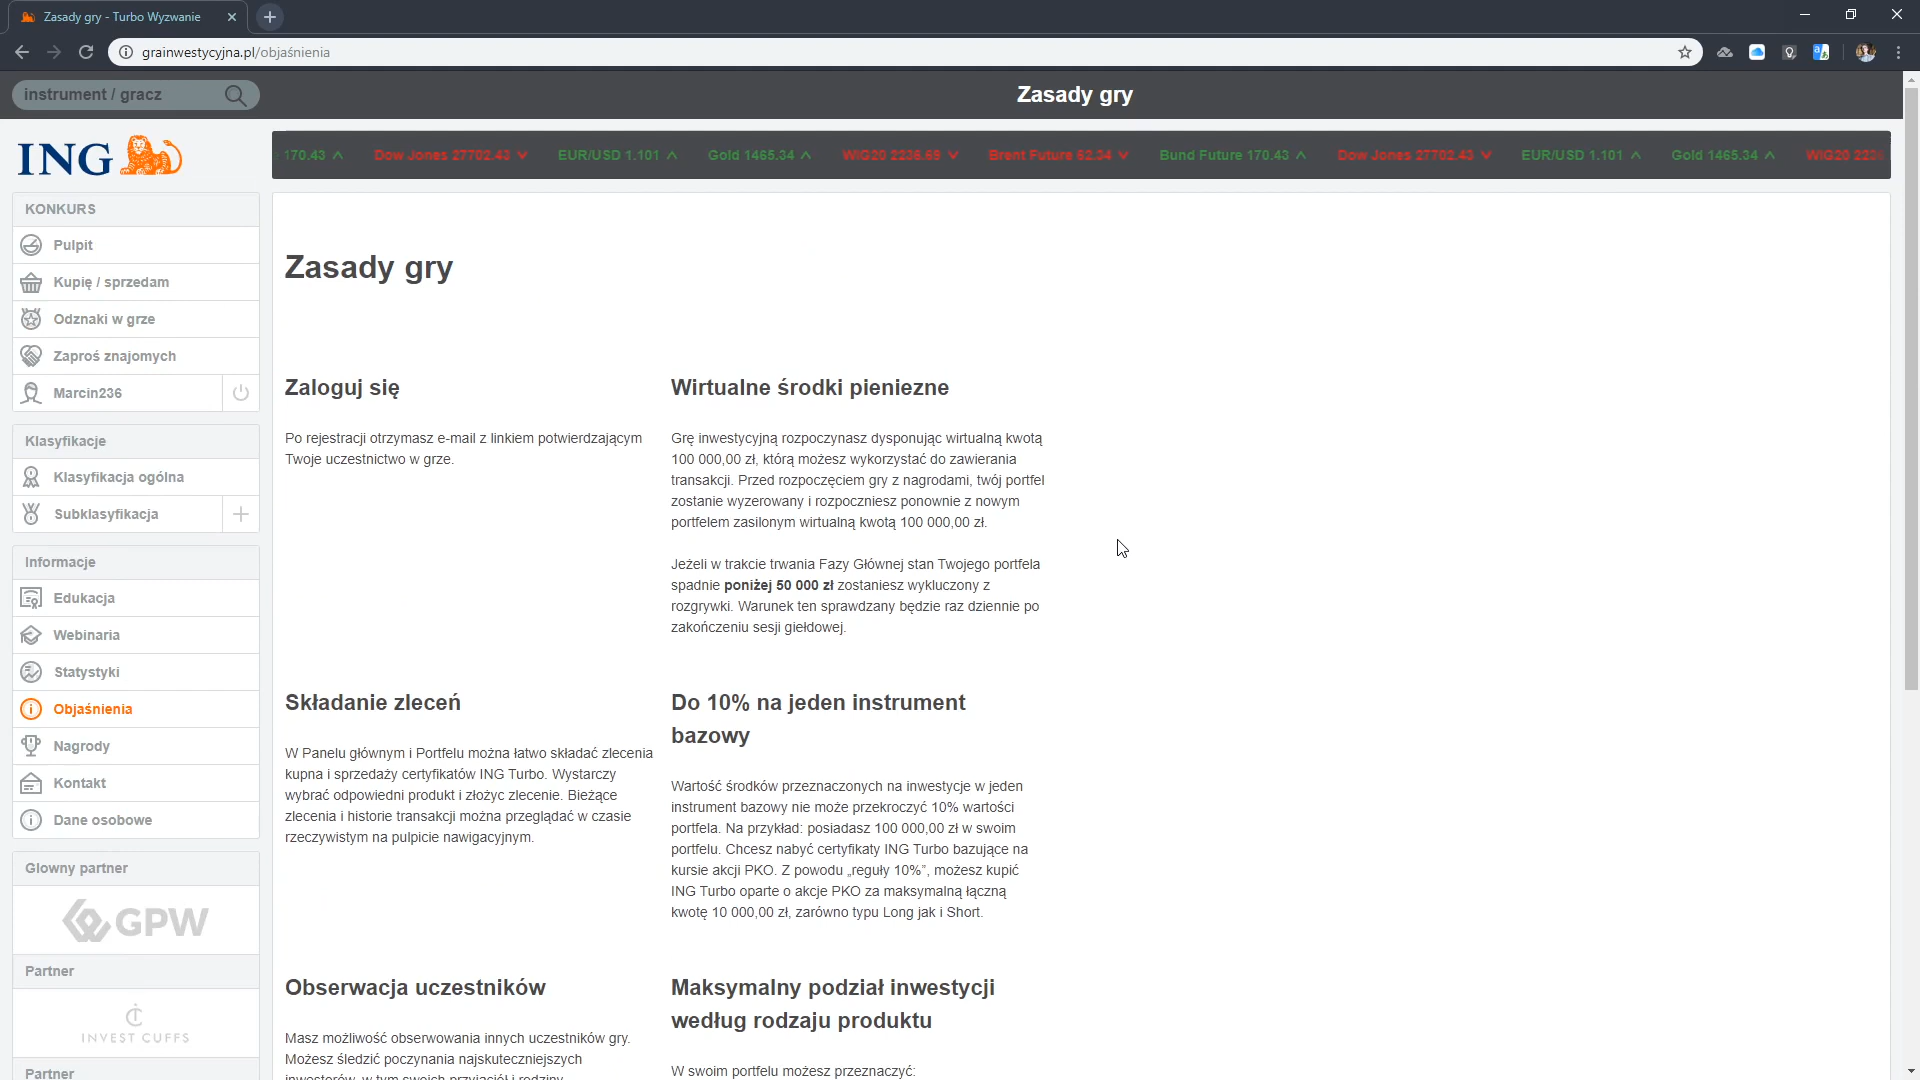 Zasady gry - Turbo Wyzwanie
grainwestycyjna.pl/objaśnienia
instrument / gracz
Zasady gry
ING
170.43 Dow Jones 27702.43 EUR/USD 1.101 Gold 1465.34 WIG20 2236.69 Brent Future 62.34 Bund Future 170.43 Dow Jones 27702.43 EUR/USD 1.101 Gold 1465.34 WIG20
KONKURS
Pulpit
Kupię / sprzedam
Odznaki w grze
Zaproś znajomych
Marcin236
Klasyfikacje
Klasyfikacja ogólna
Subklasyfikacja
Informacje
Edukacja
Webinaria
Statystyki
Objaśnienia
Nagrody
Kontakt
Dane osobowe
Glowny partner
GPW
Partner
INVEST CUFFS
Partner
Zasady gry
Zaloguj się
Po rejestracji otrzymasz e-mail z linkiem potwierdzającym
Twoje uczestnictwo w grze.
Wirtualne środki pieniezne
Grę inwestycyjną rozpoczynasz dysponując wirtualną kwotą
100 000,00 zł, którą możesz wykorzystać do zawierania
transakcji. Przed rozpoczęciem gry z nagrodami, twój portfel
zostanie wyzerowany i rozpoczniesz ponownie z nowym
portfelem zasilonym wirtualną kwotą 100 000,00 zł.
Jeżeli w trakcie trwania Fazy Głównej stan Twojego portfela
spadnie poniżej 50 000 zł zostaniesz wykluczony z
rozgrywki. Warunek ten sprawdzany będzie raz dziennie po
zakończeniu sesji giełdowej.
Składanie zleceń
W Panelu głównym i Portfelu można łatwo składać zlecenia
kupna i sprzedaży certyfikatów ING Turbo. Wystarczy
wybrać odpowiedni produkt i złożyc zlecenie. Bieżące
zlecenia i historie transakcji można przeglądać w czasie
rzeczywistym na pulpicie nawigacyjnym.
Do 10% na jeden instrument
bazowy
Wartość środków przeznaczonych na inwestycje w jeden
instrument bazowy nie może przekroczyć 10% wartości
portfela. Na przykład: posiadasz 100 000,00 zł w swoim
portfelu. Chcesz nabyć certyfikaty ING Turbo bazujące na
kursie akcji PKO. Z powodu „reguły 10%”, możesz kupić
ING Turbo oparte o akcje PKO za maksymalną łączną
kwotę 10 000,00 zł, zarówno typu Long jak i Short.
Obserwacja uczestników
Masz możliwość obserwowania innych uczestników gry.
Możesz śledzić poczynania najskuteczniejszych
inwestorów, w tym swoich przyjaciół i rodziny.
Maksymalny podział inwestycji
według rodzaju produktu
W swoim portfelu możesz przeznaczyć: